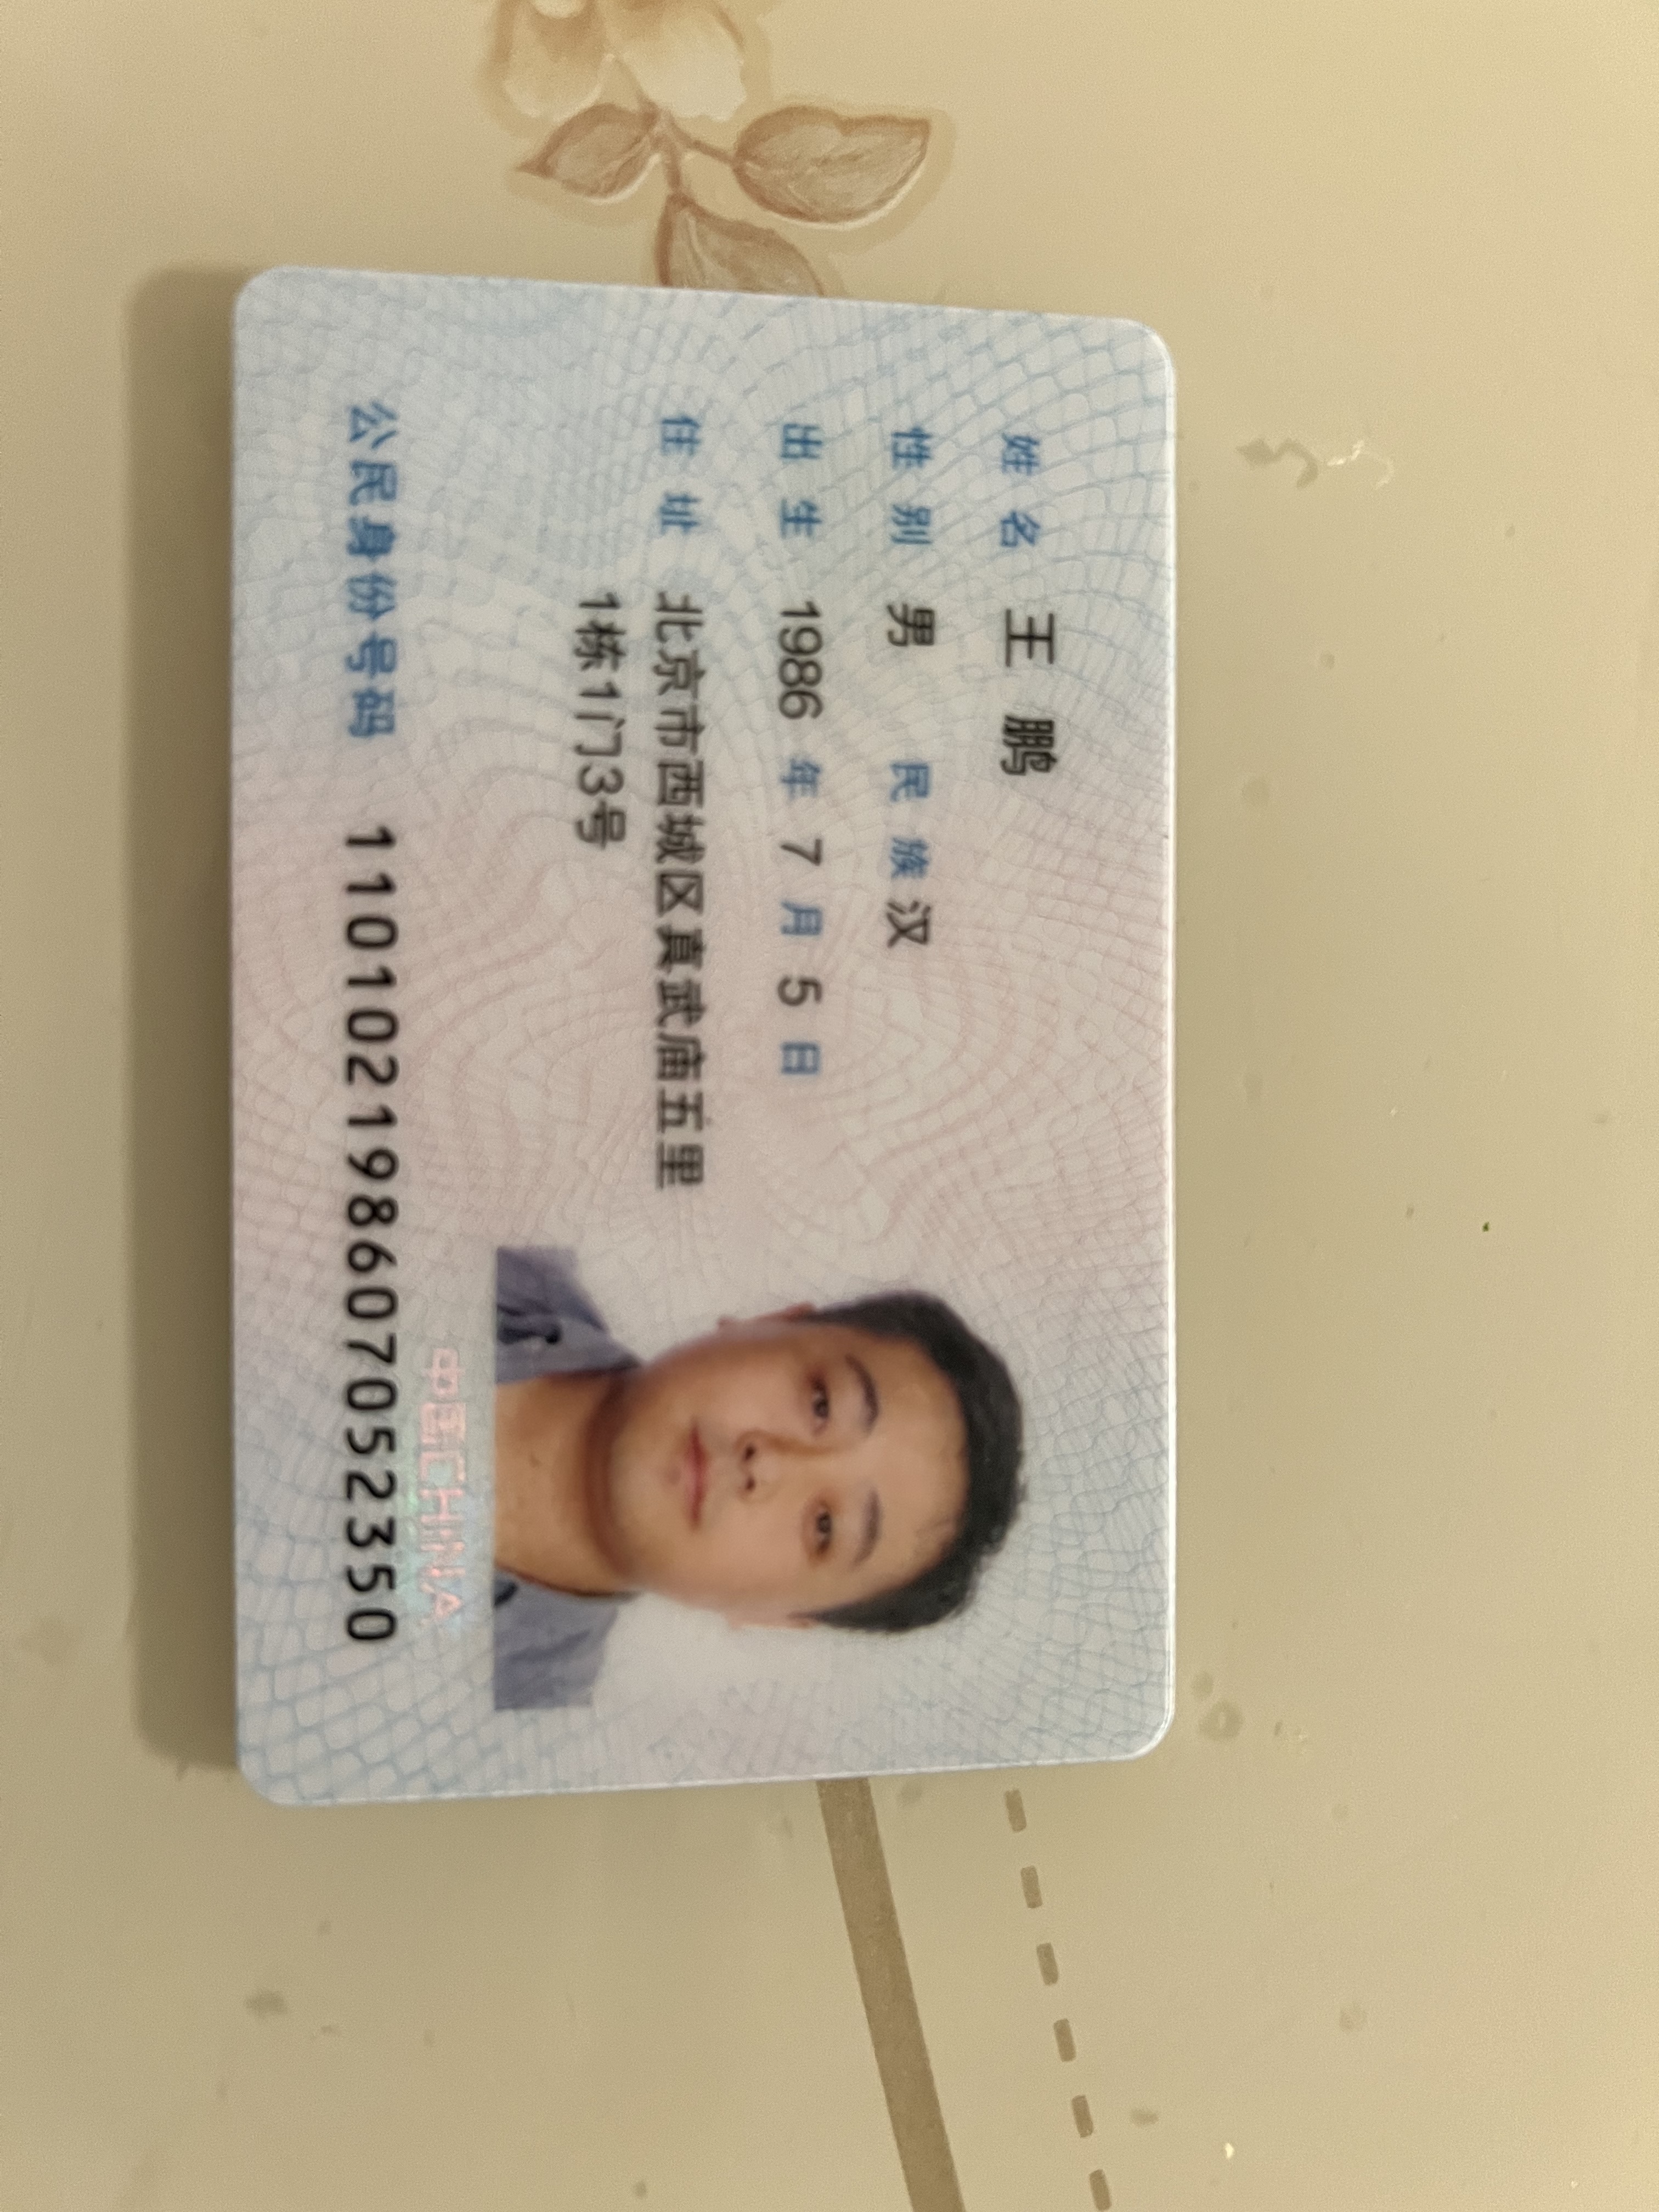 姓名 王鹏
性别 男 民族 汉
出生 1986 年 7 月 5 日
住址 北京市西城区真武庙五里
1栋1门3号
中国CHINA
公民身份号码 110102198607052350